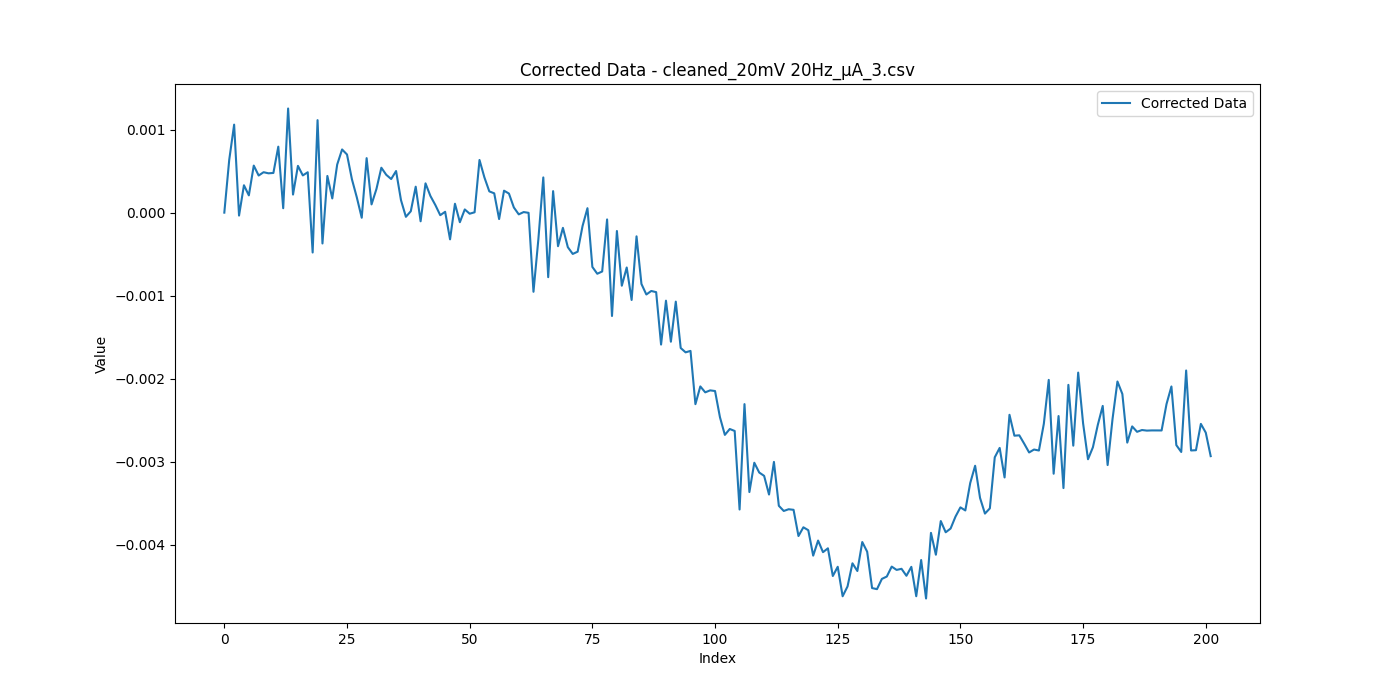 Corrected Data - cleaned_20mV 20Hz_µA_3.csv
Corrected Data
0.001
0.000
−0.001
−0.002
−0.003
−0.004
Value
0 25 50 75 100 125 150 175 200
Index